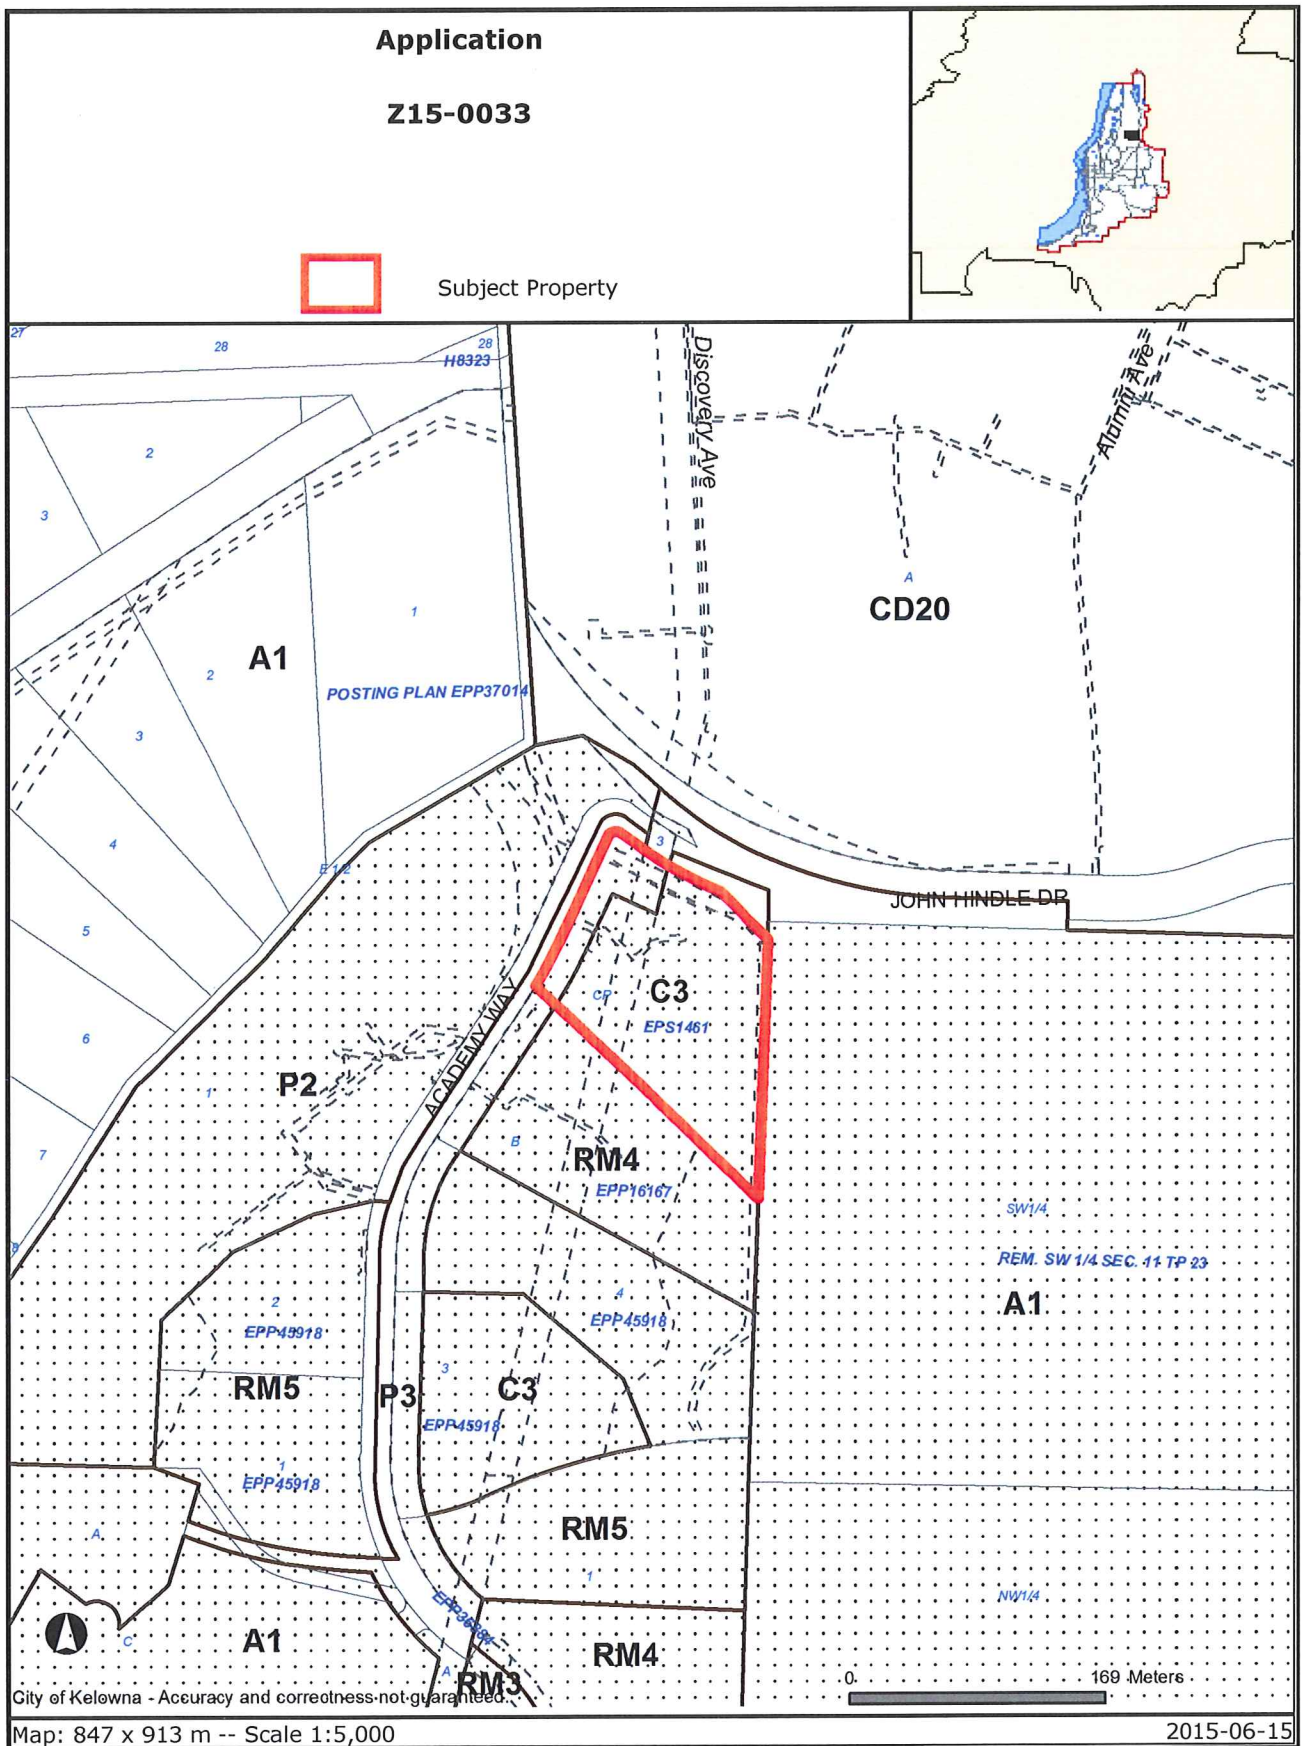 Application
Z15-0033
Subject Property
27
28
28
H8323
Discovery Ave
Alumni Ave
2
3
A
CD20
1
A1
2
POSTING PLAN EPP37014
3
4
3
E 1/2
JOHN HINDLE DR
5
CP
C3
ACADEMY WAY
EPS1461
6
P2
1
B
7
RM4
EPP16167
SW1/4
8
REM. SW 1/4 SEC. 11 TP 23
2
4
A1
EPP45918
EPP45918
3
RM5
P3
C3
EPP45918
1
EPP45918
RM5
A
1
NW1/4
EPP36984
C
A1
RM4
A
RM3
0
169 Meters
City of Kelowna - Accuracy and correctness not guaranteed.
Map: 847 x 913 m -- Scale 1:5,000
2015-06-15